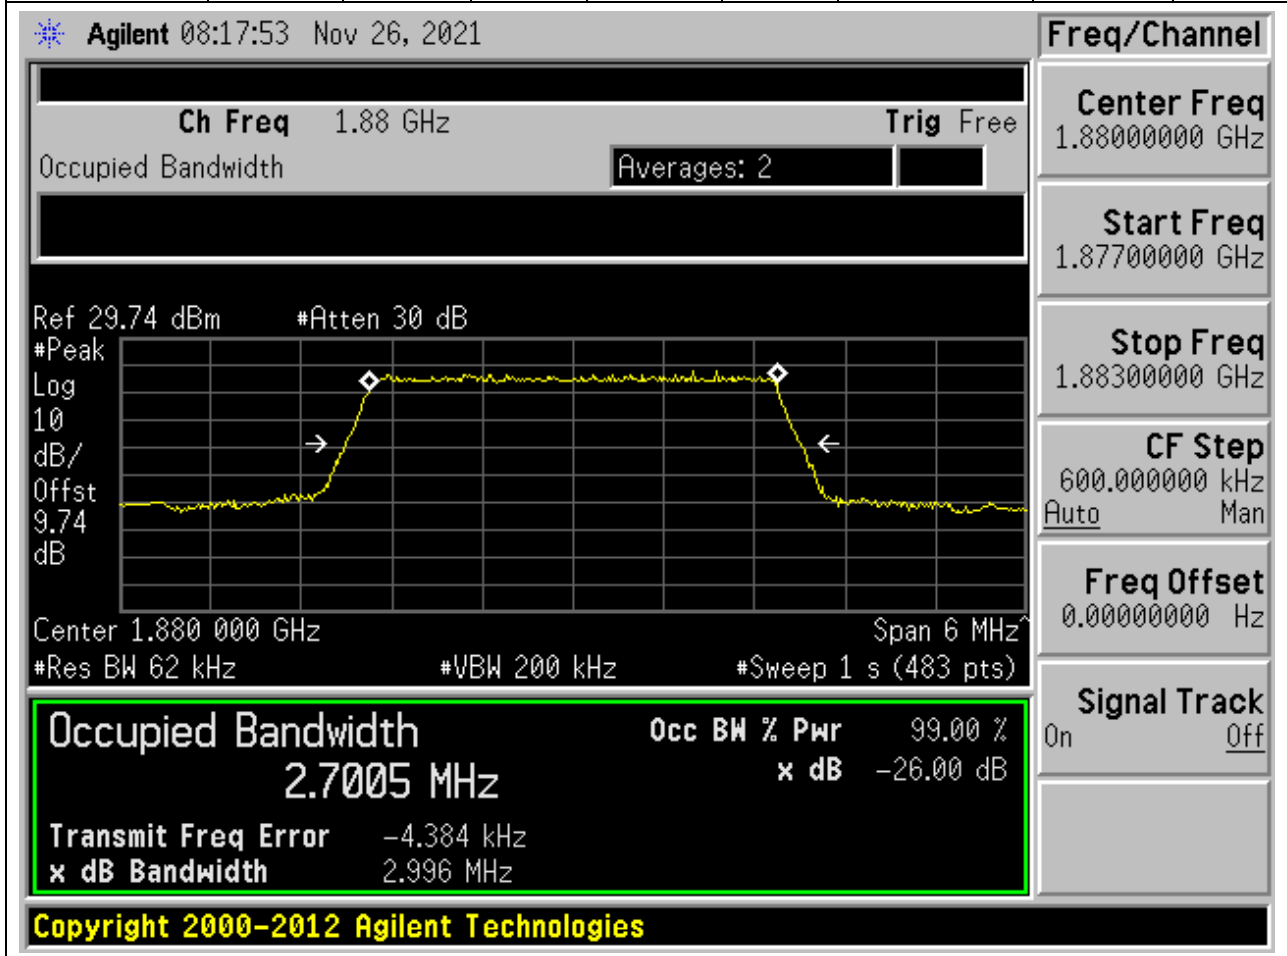 Agilent 08:17:53 Nov 26, 2021
Freq/Channel
Ch Freq 1.88 GHz Trig Free
Occupied Bandwidth Averages: 2
Center Freq
1.88000000 GHz
Start Freq
1.87700000 GHz
Stop Freq
1.88300000 GHz
CF Step
600.000000 kHz
Auto Man
Freq Offset
0.00000000 Hz
Signal Track
On Off
Ref 29.74 dBm #Atten 30 dB
#Peak
Log
10
dB/
Offst
9.74
dB
Center 1.880 000 GHz Span 6 MHz^
#Res BW 62 kHz #VBW 200 kHz #Sweep 1 s (483 pts)
Occupied Bandwidth
2.7005 MHz
Occ BW % Pwr 99.00 %
x dB -26.00 dB
Transmit Freq Error -4.384 kHz
x dB Bandwidth 2.996 MHz
Copyright 2000-2012 Agilent Technologies